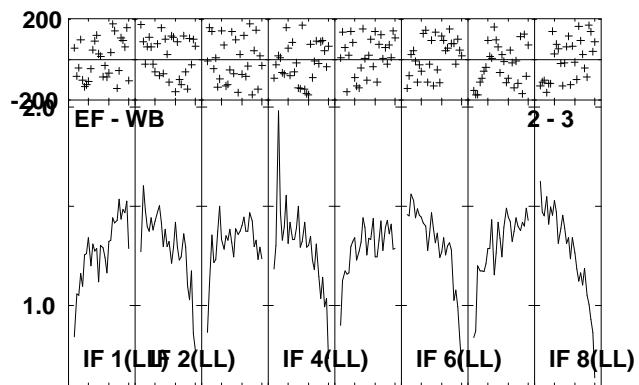 200
-200
2.0
EF - WB 2 - 3
1.0
IF 1(LL) IF 2(LL) IF 4(LL) IF 6(LL) IF 8(LL)